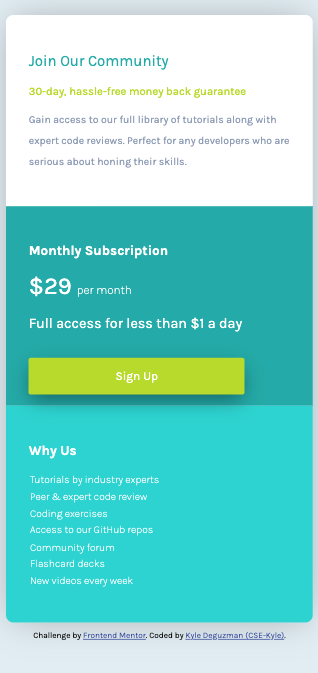 Join Our Community
30-day, hassle-free money back guarantee
Gain access to our full library of tutorials along with
expert code reviews. Perfect for any developers who are
serious about honing their skills.
Monthly Subscription
$29 per month
Full access for less than $1 a day
Sign Up
Why Us
Tutorials by industry experts
Peer & expert code review
Coding exercises
Access to our GitHub repos
Community forum
Flashcard decks
New videos every week
Challenge by Frontend Mentor. Coded by Kyle Deguzman (CSE-Kyle).